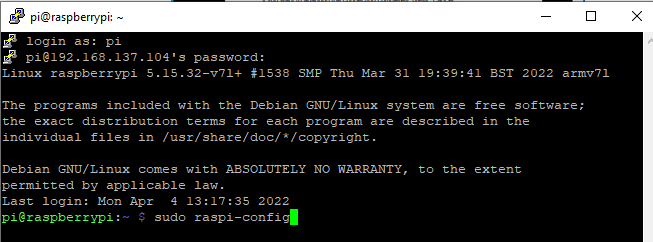 pi@raspberrypi: ~
login as: pi
pi@192.168.137.104's password:
Linux raspberrypi 5.15.32-v7l+ #1538 SMP Thu Mar 31 19:39:41 BST 2022 armv7l
The programs included with the Debian GNU/Linux system are free software;
the exact distribution terms for each program are described in the
individual files in /usr/share/doc/*/copyright.
Debian GNU/Linux comes with ABSOLUTELY NO WARRANTY, to the extent
permitted by applicable law.
Last login: Mon Apr  4 13:17:35 2022
pi@raspberrypi:~ $ sudo raspi-config